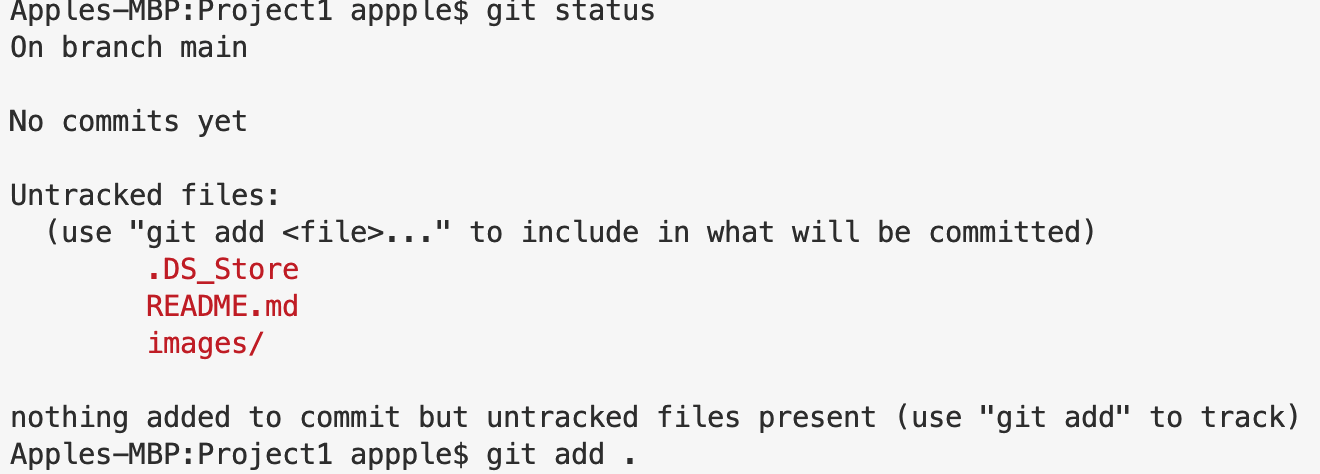 Apples-MBP:Project1 appple$ git status
On branch main
No commits yet
Untracked files:
(use "git add <file>..." to include in what will be committed)
.DS_Store
README.md
images/
nothing added to commit but untracked files present (use "git add" to track)
Apples-MBP:Project1 appple$ git add .